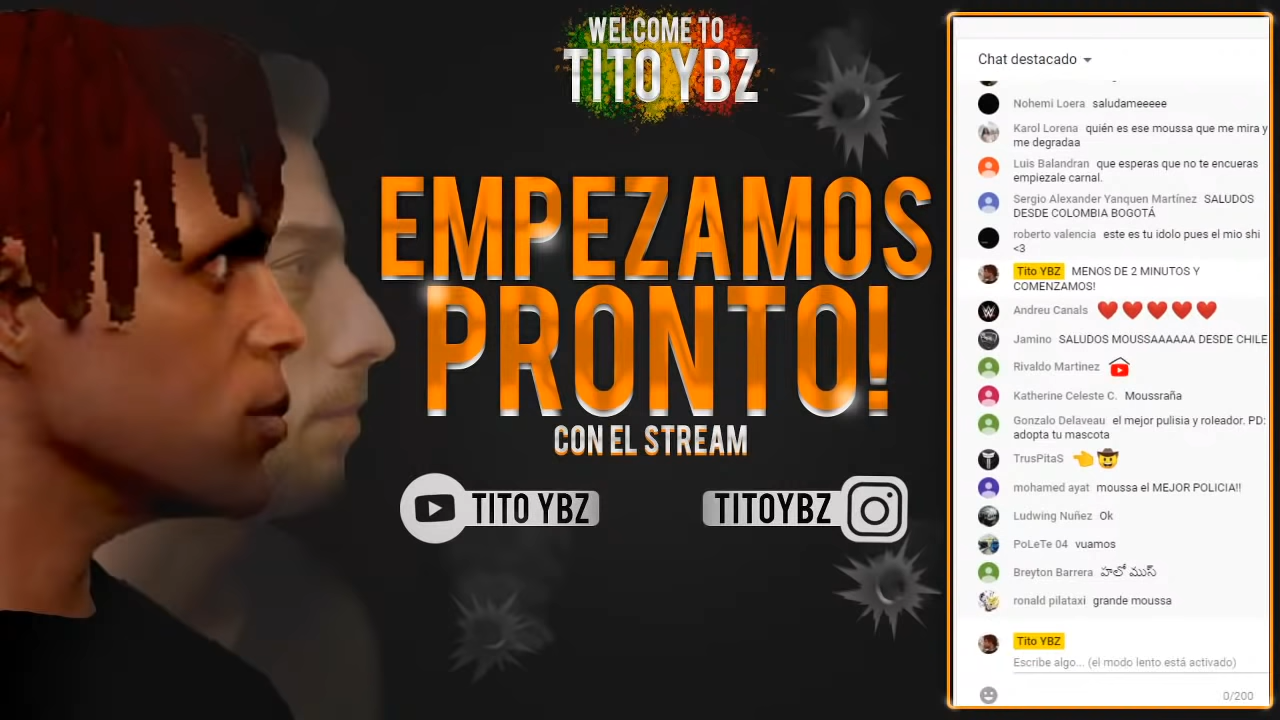 WELCOME TO
TITO YBZ
EMPEZAMOS
PRONTO!
CON EL STREAM
TITO YBZ
TITOYBZ
Chat destacado
Nohemi Loera saludameeeee
Karol Lorena quién es ese moussa que me mira y
me degradaa
Luis Balandran que esperas que no te encueras
empiezale carnal.
Sergio Alexander Yanquen Martínez SALUDOS
DESDE COLOMBIA BOGOTÁ
roberto valencia este es tu idolo pues el mio shi
<3
Tito YBZ MENOS DE 2 MINUTOS Y
COMENZAMOS!
Andreu Canals ❤️❤️❤️❤️❤️
Jamino SALUDOS MOUSSAAAAAA DESDE CHILE
Rivaldo Martinez
Katherine Celeste C. Moussraña
Gonzalo Delaveau el mejor pulisia y roleador. PD:
adopta tu mascota
TrusPitaS 👈🤠
mohamed ayat moussa el MEJOR POLICIA!!
Ludwing Nuñez Ok
PoLeTe 04 vuamos
Breyton Barrera హలో ముస్
ronald pilataxi grande moussa
Tito YBZ
Escribe algo... (el modo lento está activado)
0/200